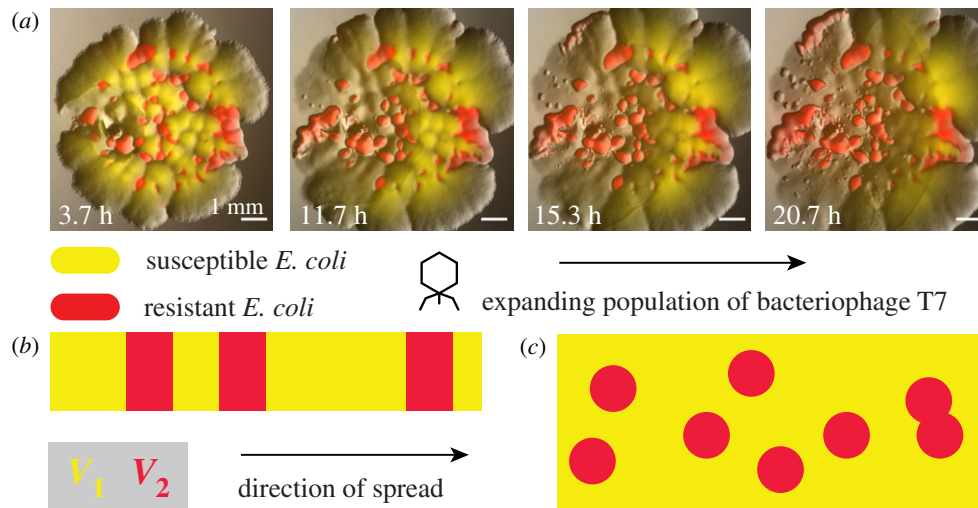 (a)
3.7 h
1 mm
11.7 h
15.3 h
20.7 h
susceptible E. coli
resistant E. coli
expanding population of bacteriophage T7
(b)
(c)
V1 V2
direction of spread